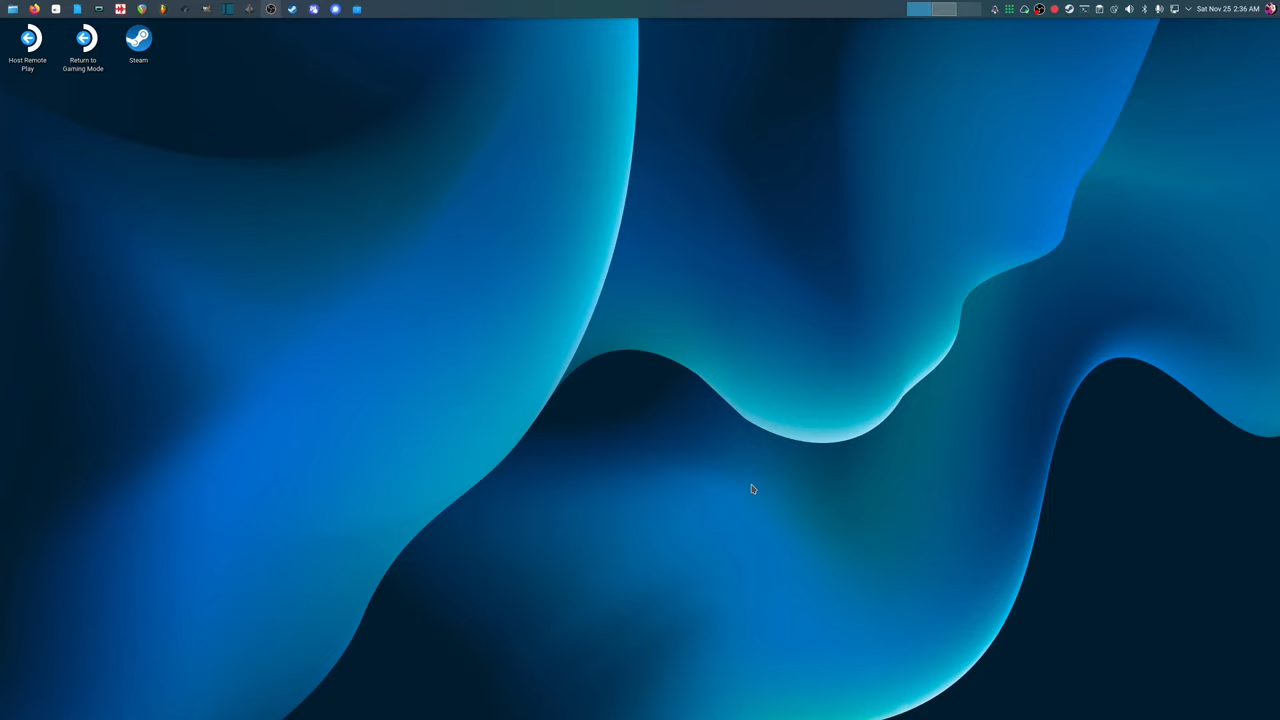 Sat Nov 25 2:36 AM
Host Remote
Play
Return to
Gaming Mode
Steam